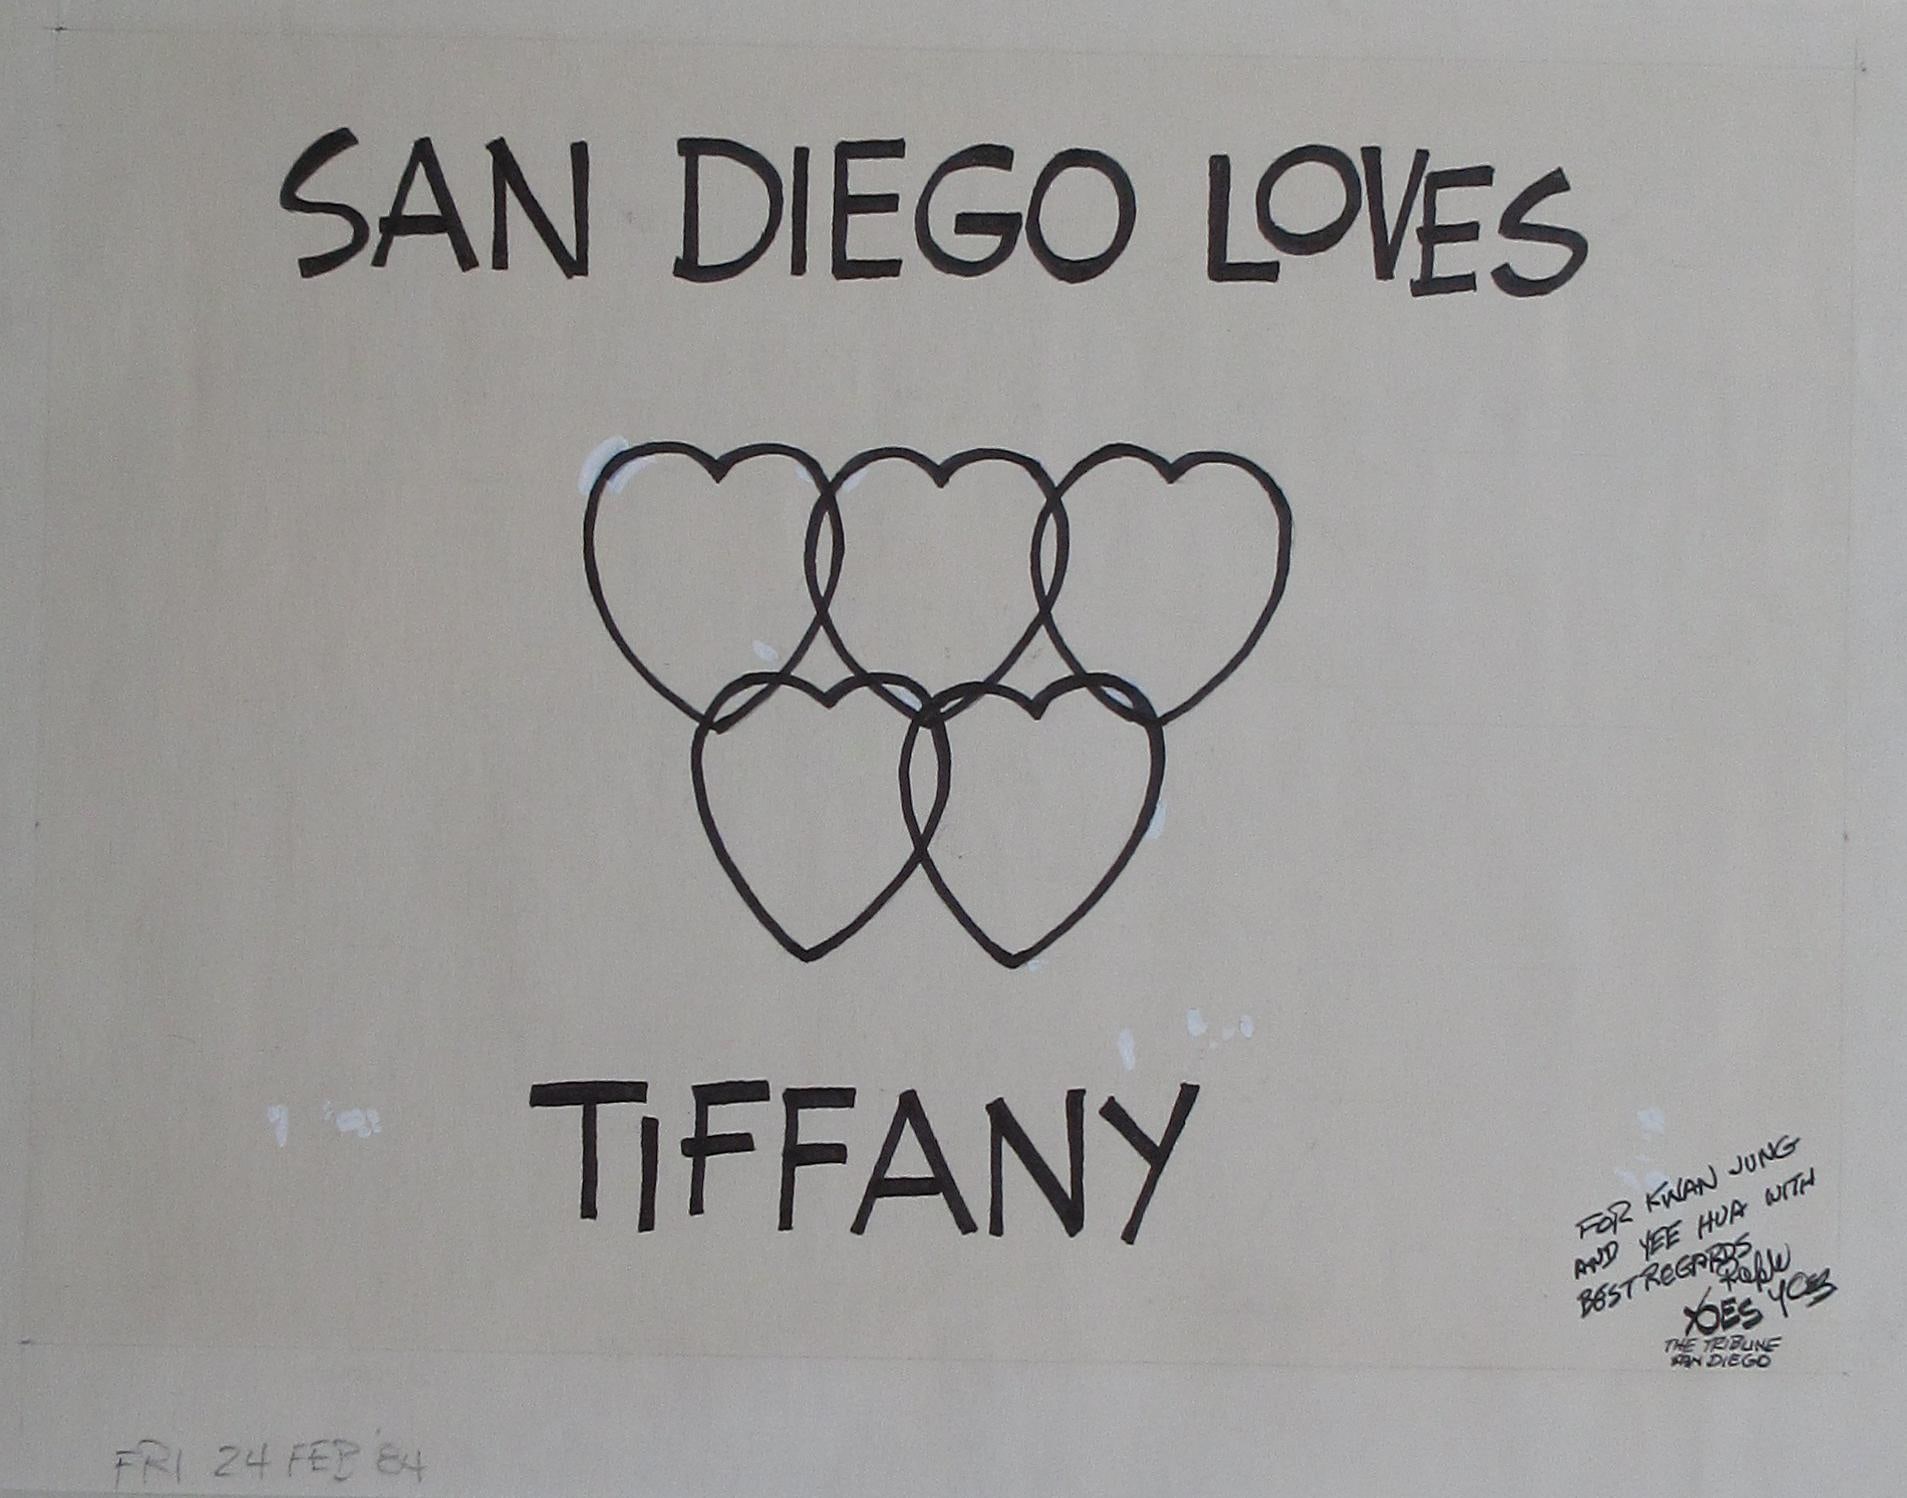 SAN DIEGO LOVES
TIFFANY
FOR KWAN JUNG
AND YEE HUA WITH
BEST REGARDS
YOES
THE TRIBUNE
SAN DIEGO
FRI 24 FEB '84